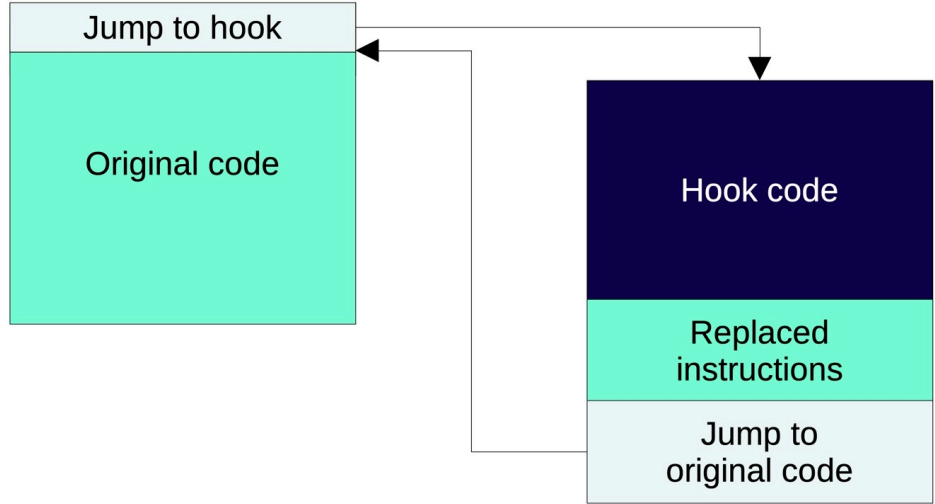 Jump to hook
Original code
Hook code
Replaced
instructions
Jump to
original code